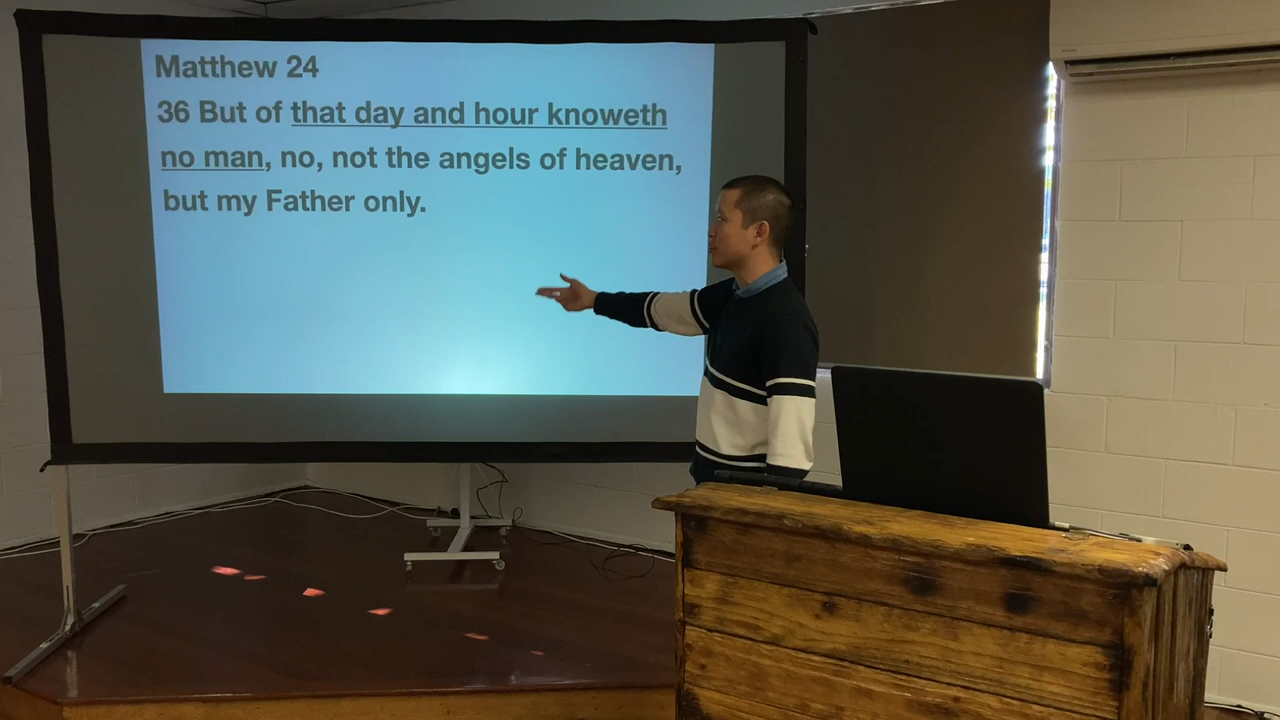 Matthew 24
36 But of that day and hour knoweth
no man, no, not the angels of heaven,
but my Father only.